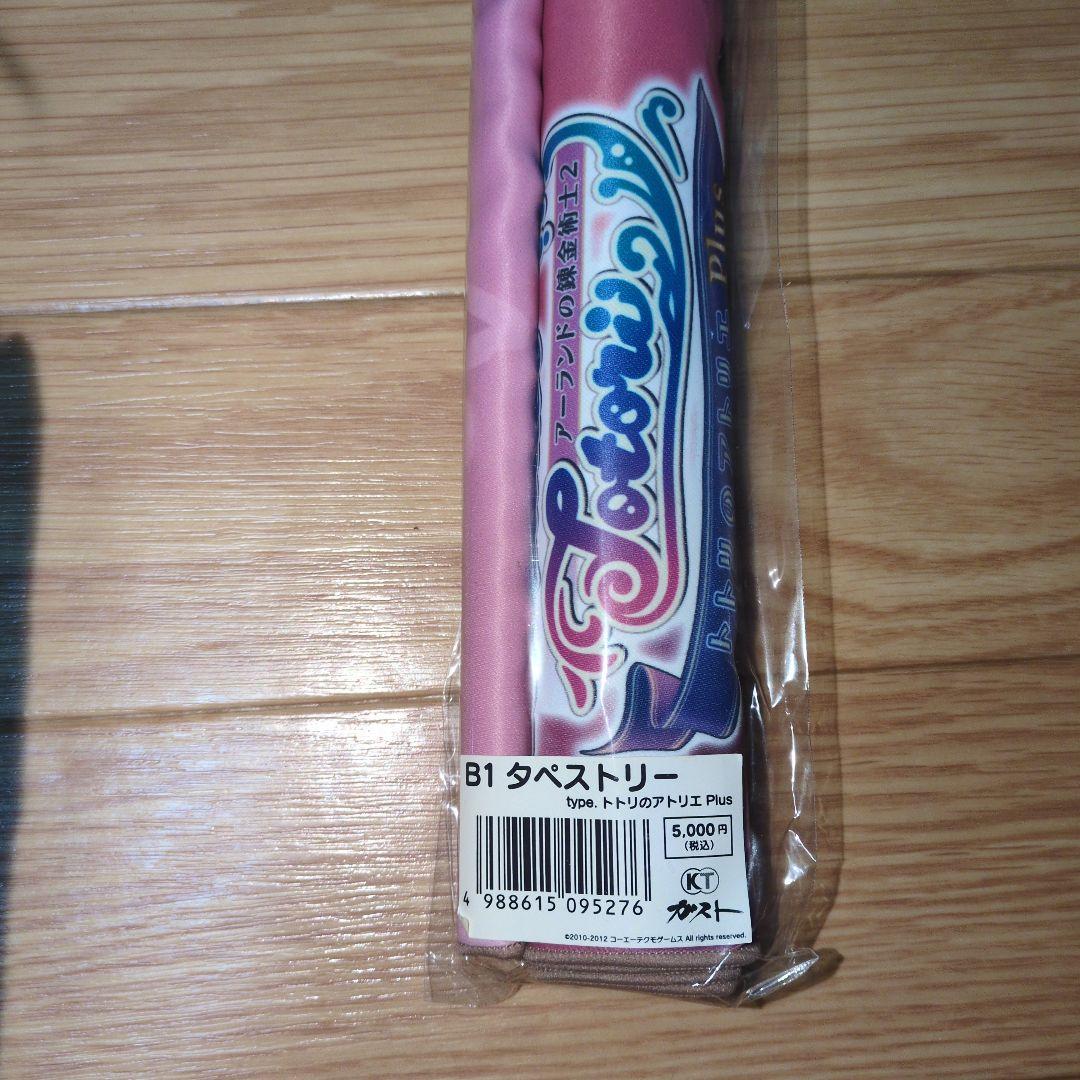 アーランドの錬金術士2
Totori
トトリのアトリエ Plus
B1 タペストリー
type. トトリのアトリエ Plus
5,000円
(税込)
4 988615 095276
KT
ガスト
©2010-2012 コーエーテクモゲームス All rights reserved.